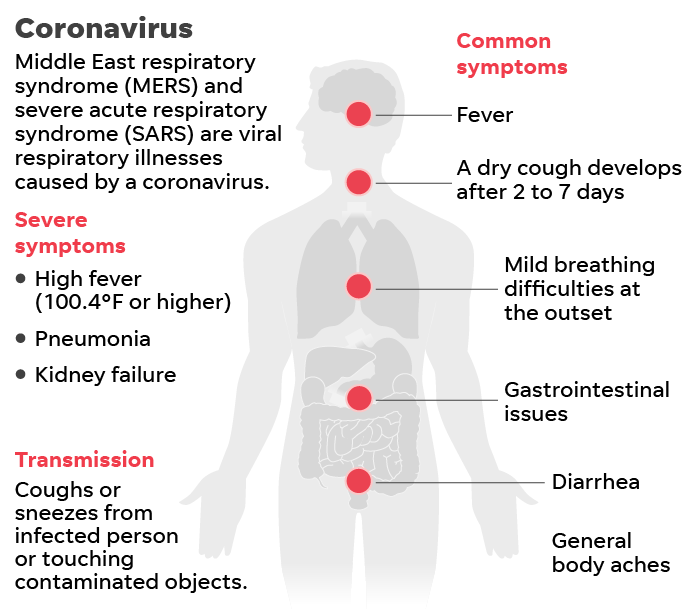 Coronavirus
Middle East respiratory
syndrome (MERS) and
severe acute respiratory
syndrome (SARS) are viral
respiratory illnesses
caused by a coronavirus.
Severe
symptoms
• High fever
(100.4°F or higher)
• Pneumonia
• Kidney failure
Transmission
Coughs or
sneezes from
infected person
or touching
contaminated objects.
Common
symptoms
Fever
A dry cough develops
after 2 to 7 days
Mild breathing
difficulties at
the outset
Gastrointestinal
issues
Diarrhea
General
body aches